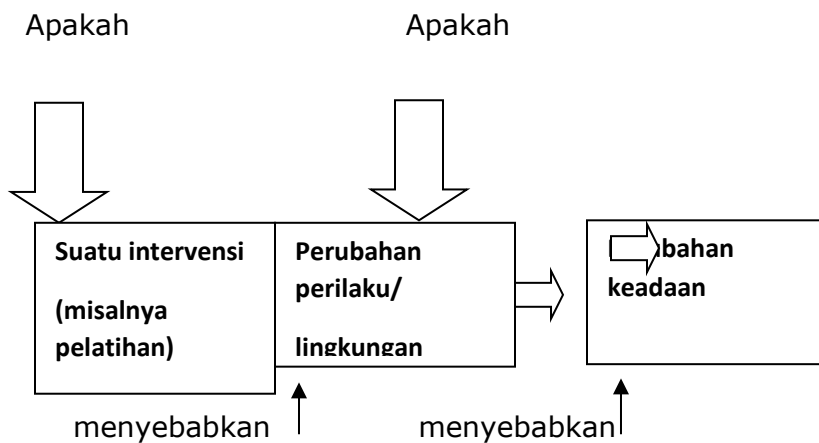 Apakah
Apakah
Suatu intervensi
(misalnya
pelatihan)
Perubahan
perilaku/
lingkungan
bahan
keadaan
menyebabkan
menyebabkan